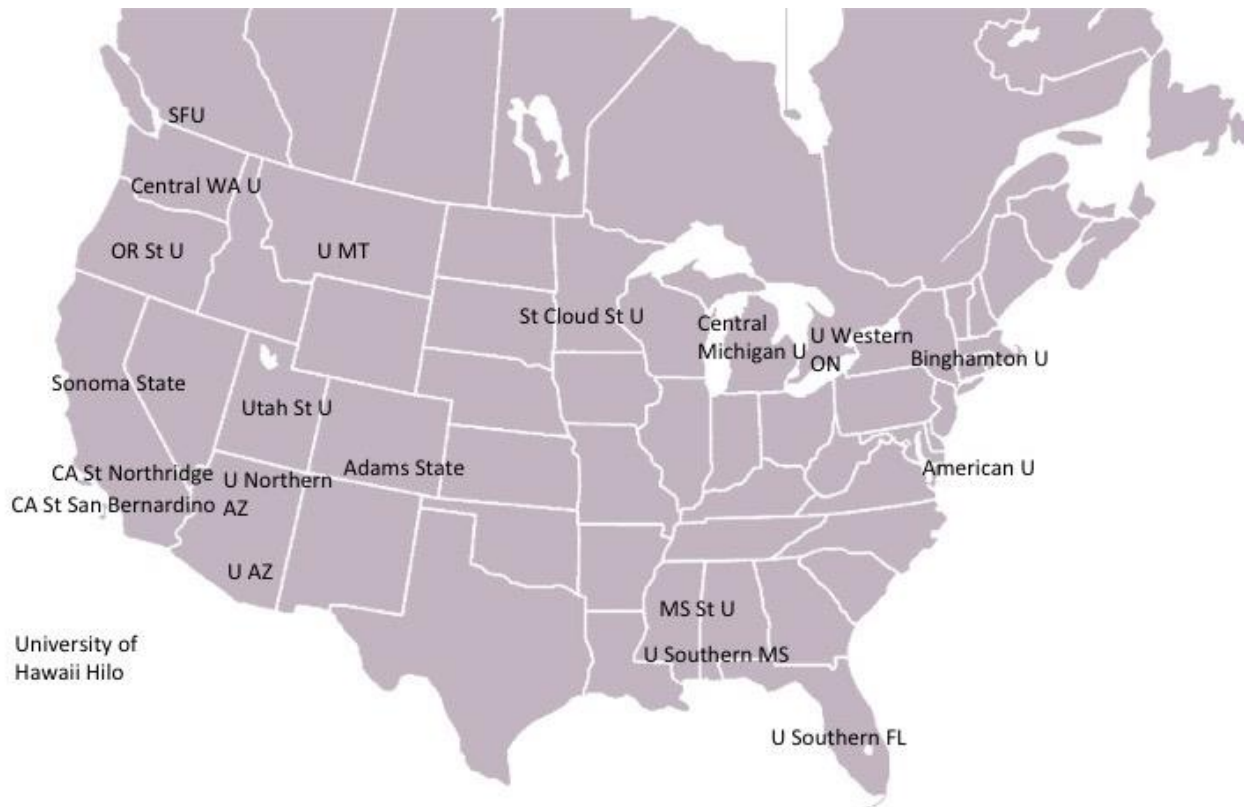 SFU
Central WA U
OR St U
U MT
St Cloud St U
Central
Michigan U
U Western
ON
Binghamton U
Sonoma State
Utah St U
Adams State
American U
CA St Northridge
CA St San Bernardino
U Northern
AZ
U AZ
MS St U
University of
Hawaii Hilo
U Southern MS
U Southern FL